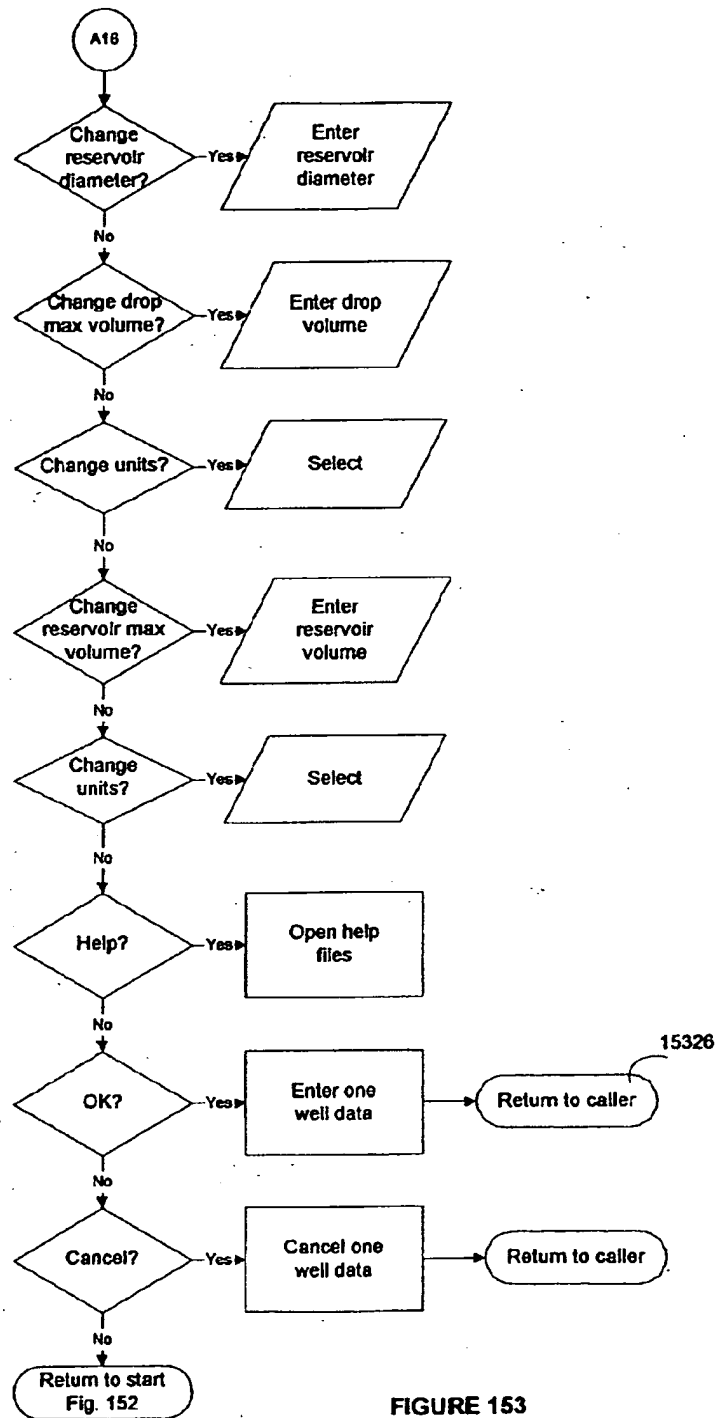 A16
Change
reservoir
diameter?
Yes
Enter
reservoir
diameter
No
Change drop
max volume?
Yes
Enter drop
volume
No
Change units?
Yes
Select
No
Change
reservoir max
volume?
Yes
Enter
reservoir
volume
No
Change
units?
Yes
Select
No
Help?
Yes
Open help
files
No
OK?
Yes
Enter one
well data
Return to caller
15326
No
Cancel?
Yes
Cancel one
well data
Return to caller
No
Return to start
Fig. 152
FIGURE 153